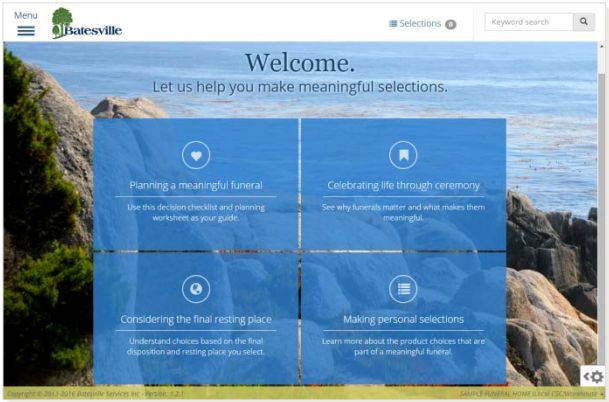 Menu
Batesville
Selections 0
Keyword search
Welcome.
Let us help you make meaningful selections.
Planning a meaningful funeral
Use this decision checklist and planning
worksheet as your guide.
Celebrating life through ceremony
See why funerals matter and what makes them
meaningful.
Considering the final resting place
Understand choices based on the final
disposition and resting place you select.
Making personal selections
Learn more about the product choices that are
part of a meaningful funeral.
Copyright © 2013-2016 Batesville Services Inc - Version: 1.2.1
SAMPLE FUNERAL HOME (Local CSC/Warehouse